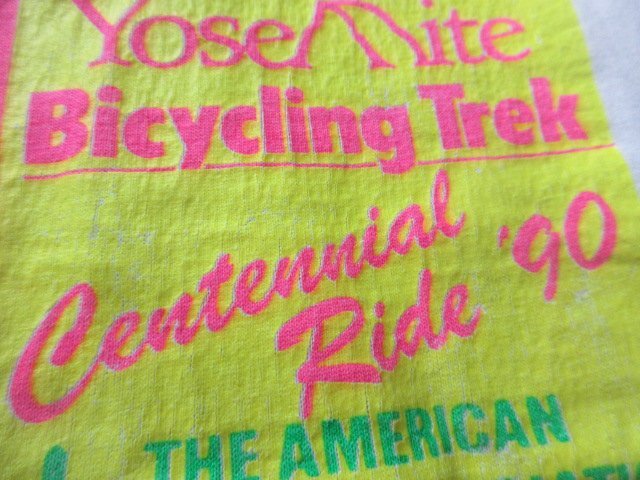 YoseMite
Bicycling Trek
Centennial
Ride '90
THE AMERICAN